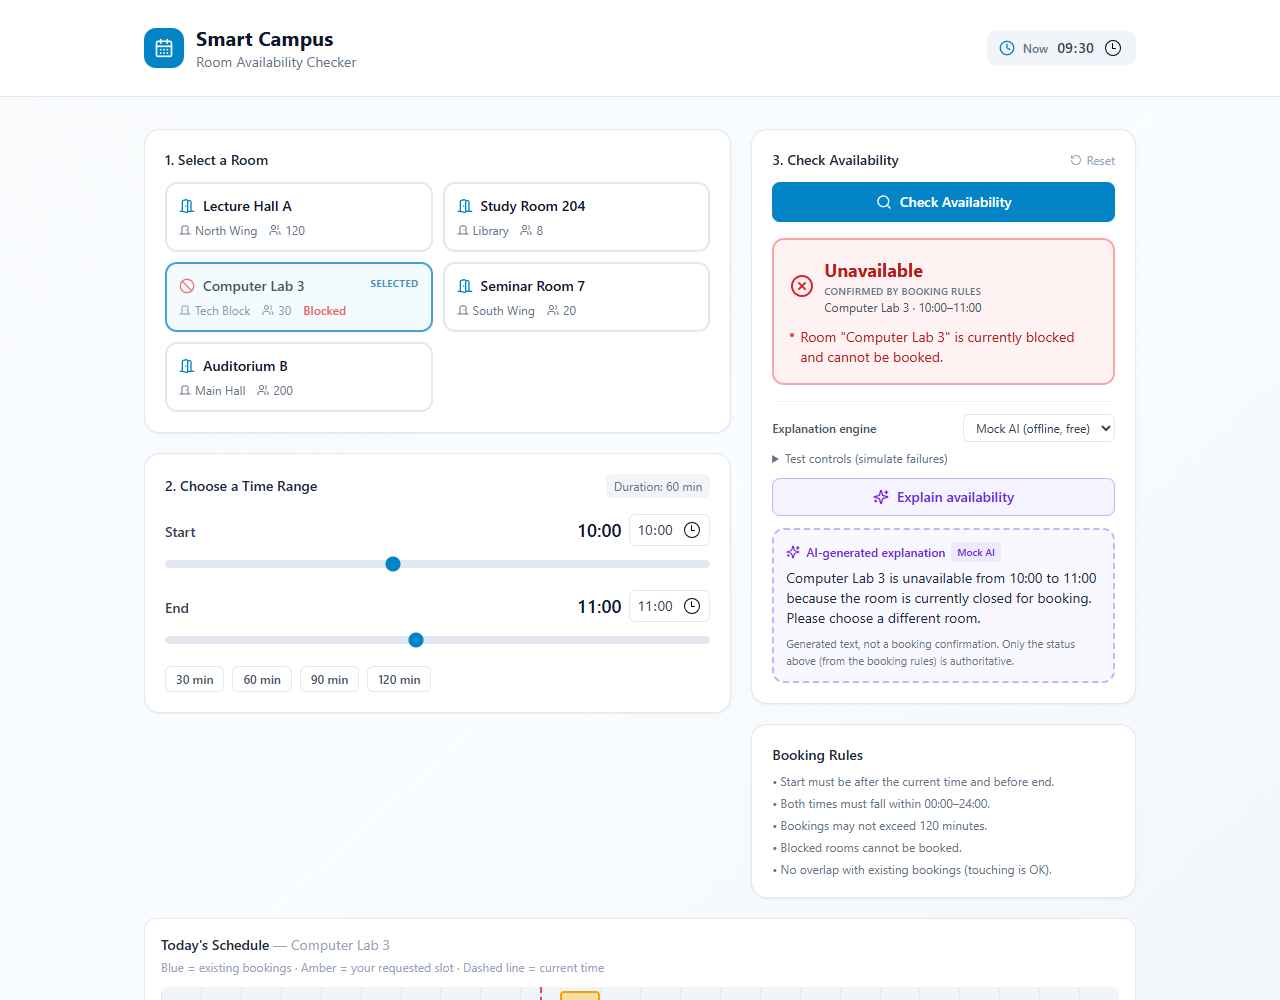 Smart Campus
Room Availability Checker
Now 09:30
1. Select a Room
Lecture Hall A
North Wing 120
Study Room 204
Library 8
Computer Lab 3 SELECTED
Tech Block 30 Blocked
Seminar Room 7
South Wing 20
Auditorium B
Main Hall 200
2. Choose a Time Range Duration: 60 min
Start 10:00 10:00
End 11:00 11:00
30 min 60 min 90 min 120 min
3. Check Availability Reset
Check Availability
Unavailable
CONFIRMED BY BOOKING RULES
Computer Lab 3 · 10:00–11:00
• Room "Computer Lab 3" is currently blocked
and cannot be booked.
Explanation engine Mock AI (offline, free)
Test controls (simulate failures)
Explain availability
AI-generated explanation Mock AI
Computer Lab 3 is unavailable from 10:00 to 11:00
because the room is currently closed for booking.
Please choose a different room.
Generated text, not a booking confirmation. Only the status
above (from the booking rules) is authoritative.
Booking Rules
• Start must be after the current time and before end.
• Both times must fall within 00:00–24:00.
• Bookings may not exceed 120 minutes.
• Blocked rooms cannot be booked.
• No overlap with existing bookings (touching is OK).
Today's Schedule — Computer Lab 3
Blue = existing bookings · Amber = your requested slot · Dashed line = current time